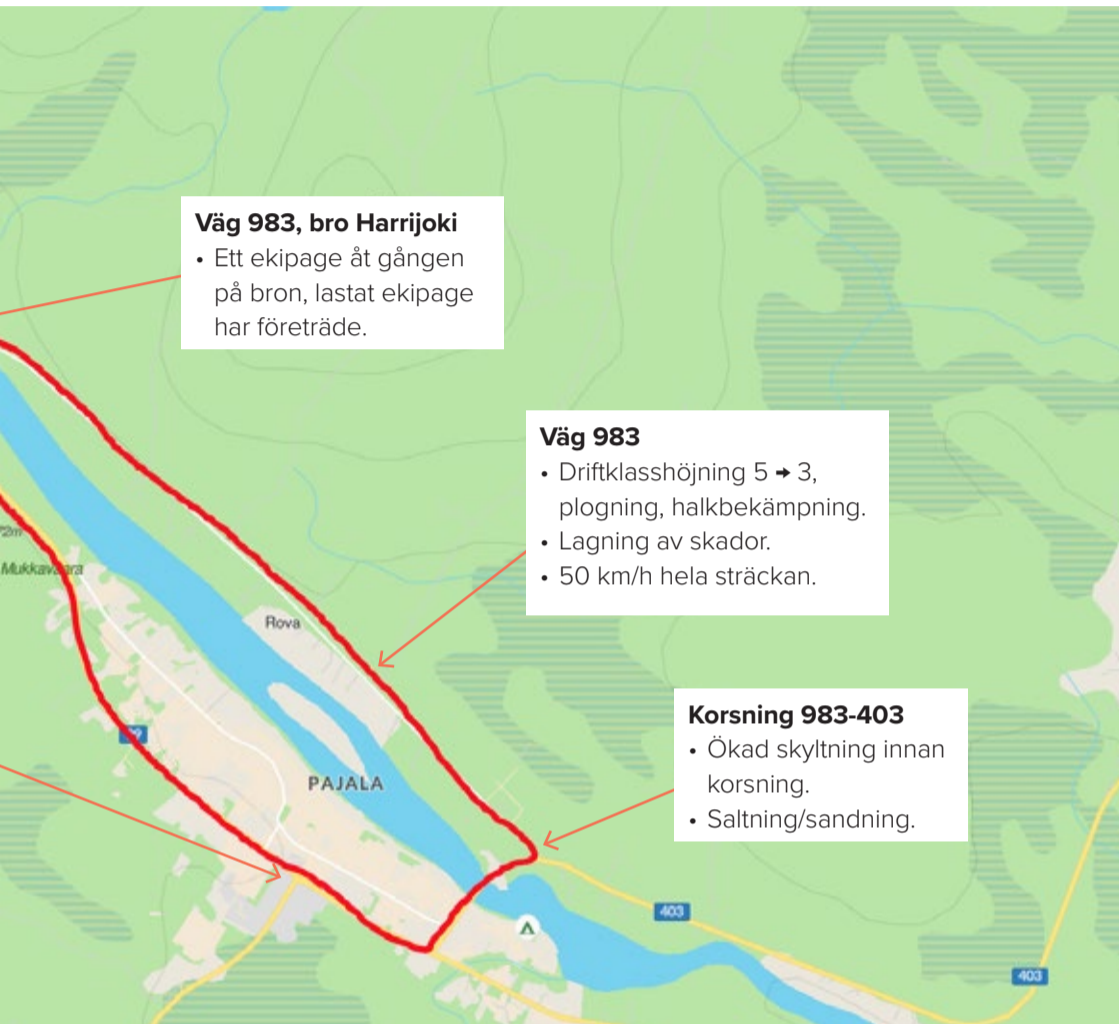 Väg 983, bro Harrijoki
• Ett ekipage åt gången
på bron, lastat ekipage
har företräde.
Väg 983
• Driftklasshöjning 5 → 3,
plogning, halkbekämpning.
• Lagning av skador.
• 50 km/h hela sträckan.
72m
Mukkavaara
Rova
Korsning 983-403
• Ökad skyltning innan
korsning.
• Saltning/sandning.
PAJALA
403
403